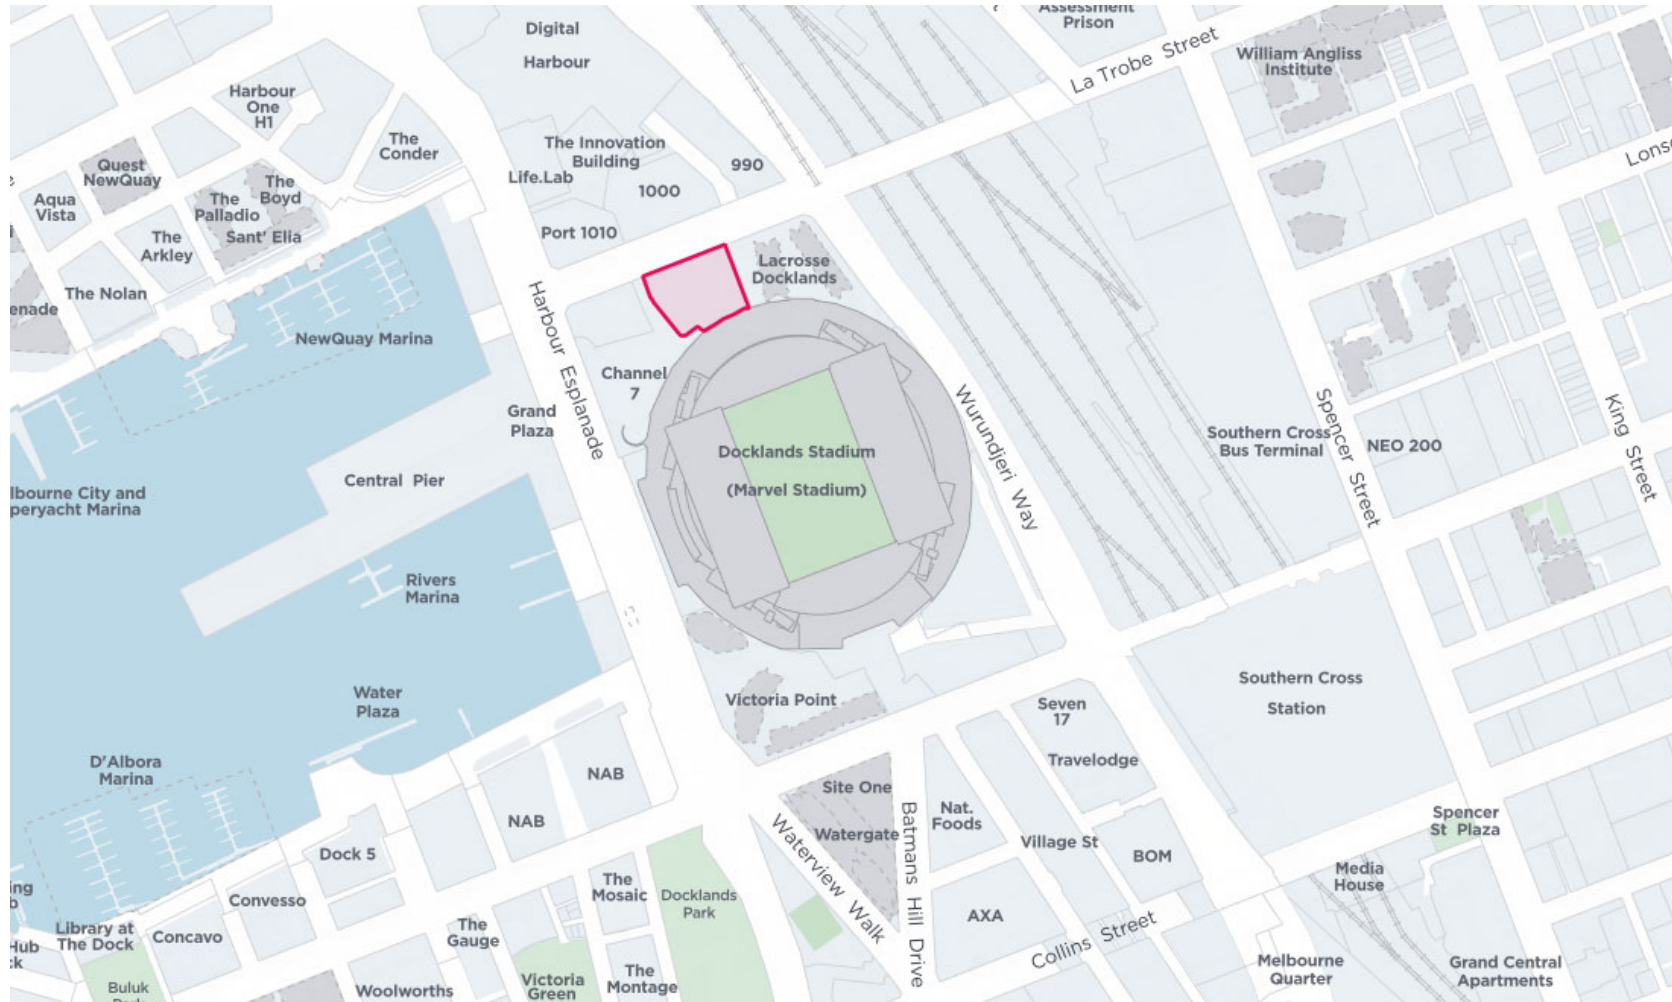 Digital
Harbour
Assessment
Prison
La Trobe Street
William Angliss
Institute
Harbour
One
H1
The
Conder
The Innovation
Building
990
Life.Lab
1000
Quest
NewQuay
The
Boyd
Aqua
Vista
The
Palladio
Sant' Elia
Port 1010
The
Arkley
Lacrosse
Docklands
The Nolan
enade
NewQuay Marina
Harbour Esplanade
Channel
7
Grand
Plaza
Wurundjeri Way
Spencer Street
King Street
Docklands Stadium
(Marvel Stadium)
Southern Cross
Bus Terminal
NEO 200
Central Pier
lbourne City and
peryacht Marina
Rivers
Marina
Water
Plaza
Victoria Point
Southern Cross
Station
Seven
17
Travelodge
D'Albora
Marina
NAB
NAB
Site One
Watergate
Batmans Hill Drive
Waterview Walk
Nat.
Foods
Village St
BOM
Spencer
St Plaza
Dock 5
Media
House
The
Mosaic
Docklands
Park
Convesso
AXA
Collins Street
Library at
The Dock
Concavo
The
Gauge
ing
b
Hub
ck
Buluk
Woolworths
Victoria
Green
The
Montage
Melbourne
Quarter
Grand Central
Apartments